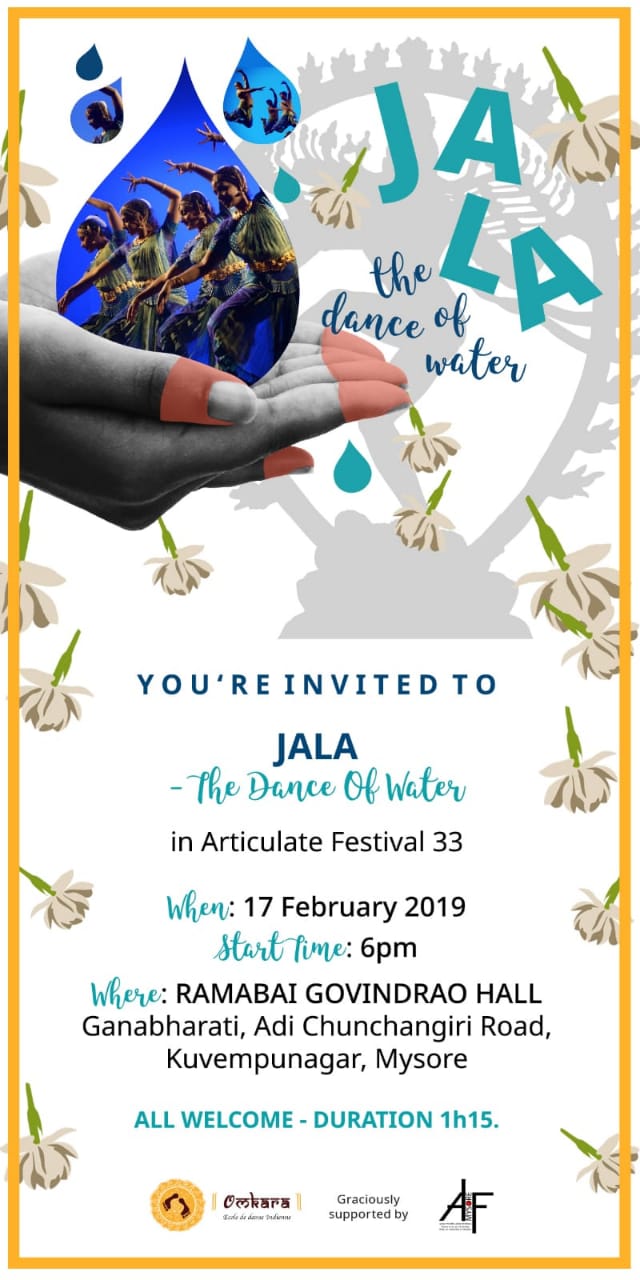 JA
LA
the
dance of
water
YOU'RE INVITED TO
JALA
- The Dance Of Water
in Articulate Festival 33
When: 17 February 2019
Start Time: 6pm
Where: RAMABAI GOVINDRAO HALL
Ganabharati, Adi Chunchangiri Road,
Kuvempunagar, Mysore
ALL WELCOME - DURATION 1h15.
Omkara
Ecole de danse Indienne
Graciously
supported by
AF
MYSORE